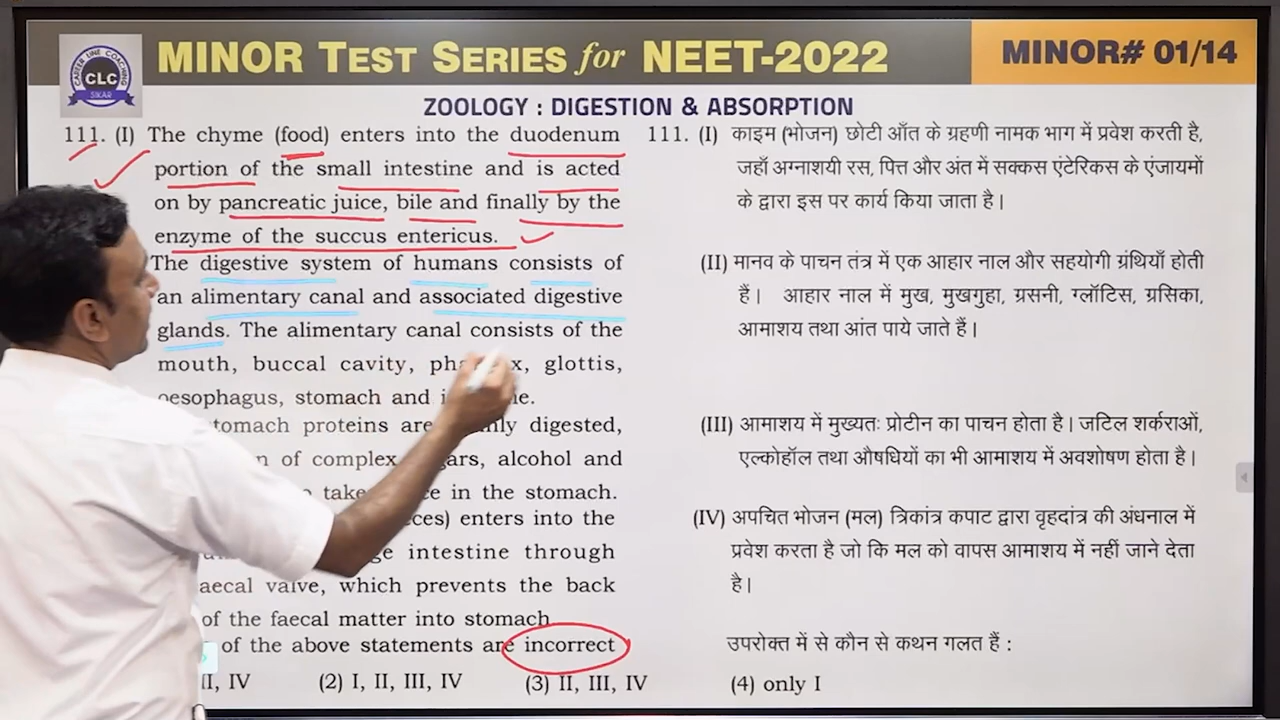 MINOR TEST SERIES for NEET-2022
MINOR# 01/14
CAREER LINE COACHING
CLC
SIKAR
ZOOLOGY : DIGESTION & ABSORPTION
111. (I) The chyme (food) enters into the duodenum
portion of the small intestine and is acted
on by pancreatic juice, bile and finally by the
enzyme of the succus entericus.
The digestive system of humans consists of
an alimentary canal and associated digestive
glands. The alimentary canal consists of the
mouth, buccal cavity, glottis,
oesophagus, stomach and
proteins are digested,
of complex alcohol and
in the stomach.
enters into the
intestine through
valve, which prevents the back
of the faecal matter into stomach
of the above statements are incorrect
IV (2) I, II, III, IV (3) II, III, IV
111. (I) काइम (भोजन) छोटी आँत के ग्रहणी नामक भाग में प्रवेश करती है,
जहाँ अग्नाशयी रस, पित्त और अंत में सक्कस एंटेरिकस के एंजायमों
के द्वारा इस पर कार्य किया जाता है।
(II) मानव के पाचन तंत्र में एक आहार नाल और सहयोगी ग्रंथियाँ होती
हैं। आहार नाल में मुख, मुखगुहा, ग्रसनी, ग्लॉटिस, ग्रसिका,
आमाशय तथा आंत पाये जाते हैं।
(III) आमाशय में मुख्यतः प्रोटीन का पाचन होता है। जटिल शर्कराओं,
एल्कोहॉल तथा औषधियों का भी आमाशय में अवशोषण होता है।
(IV) अपचित भोजन (मल) त्रिकांत्र कपाट द्वारा वृहदांत्र की अंधनाल में
प्रवेश करता है जो कि मल को वापस आमाशय में नहीं जाने देता
है।
उपरोक्त में से कौन से कथन गलत हैं :
(4) only I